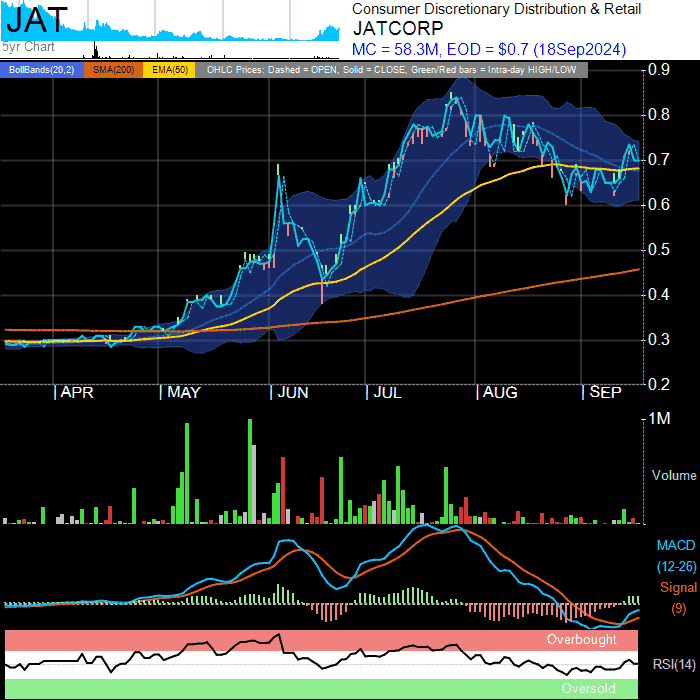 JAT
5yr Chart
Consumer Discretionary Distribution & Retail
JATCORP
MC = 58.3M, EOD = $0.7 (18Sep2024)
BollBands(20,2) SMA(200) EMA(50) OHLC Prices: Dashed = OPEN, Solid = CLOSE, Green/Red bars = Intra-day HIGH/LOW
0.9
0.8
0.7
0.6
0.5
0.4
0.3
0.2
APR MAY JUN JUL AUG SEP
1M
Volume
MACD
(12-26)
Signal
(9)
Overbought
RSI(14)
Oversold